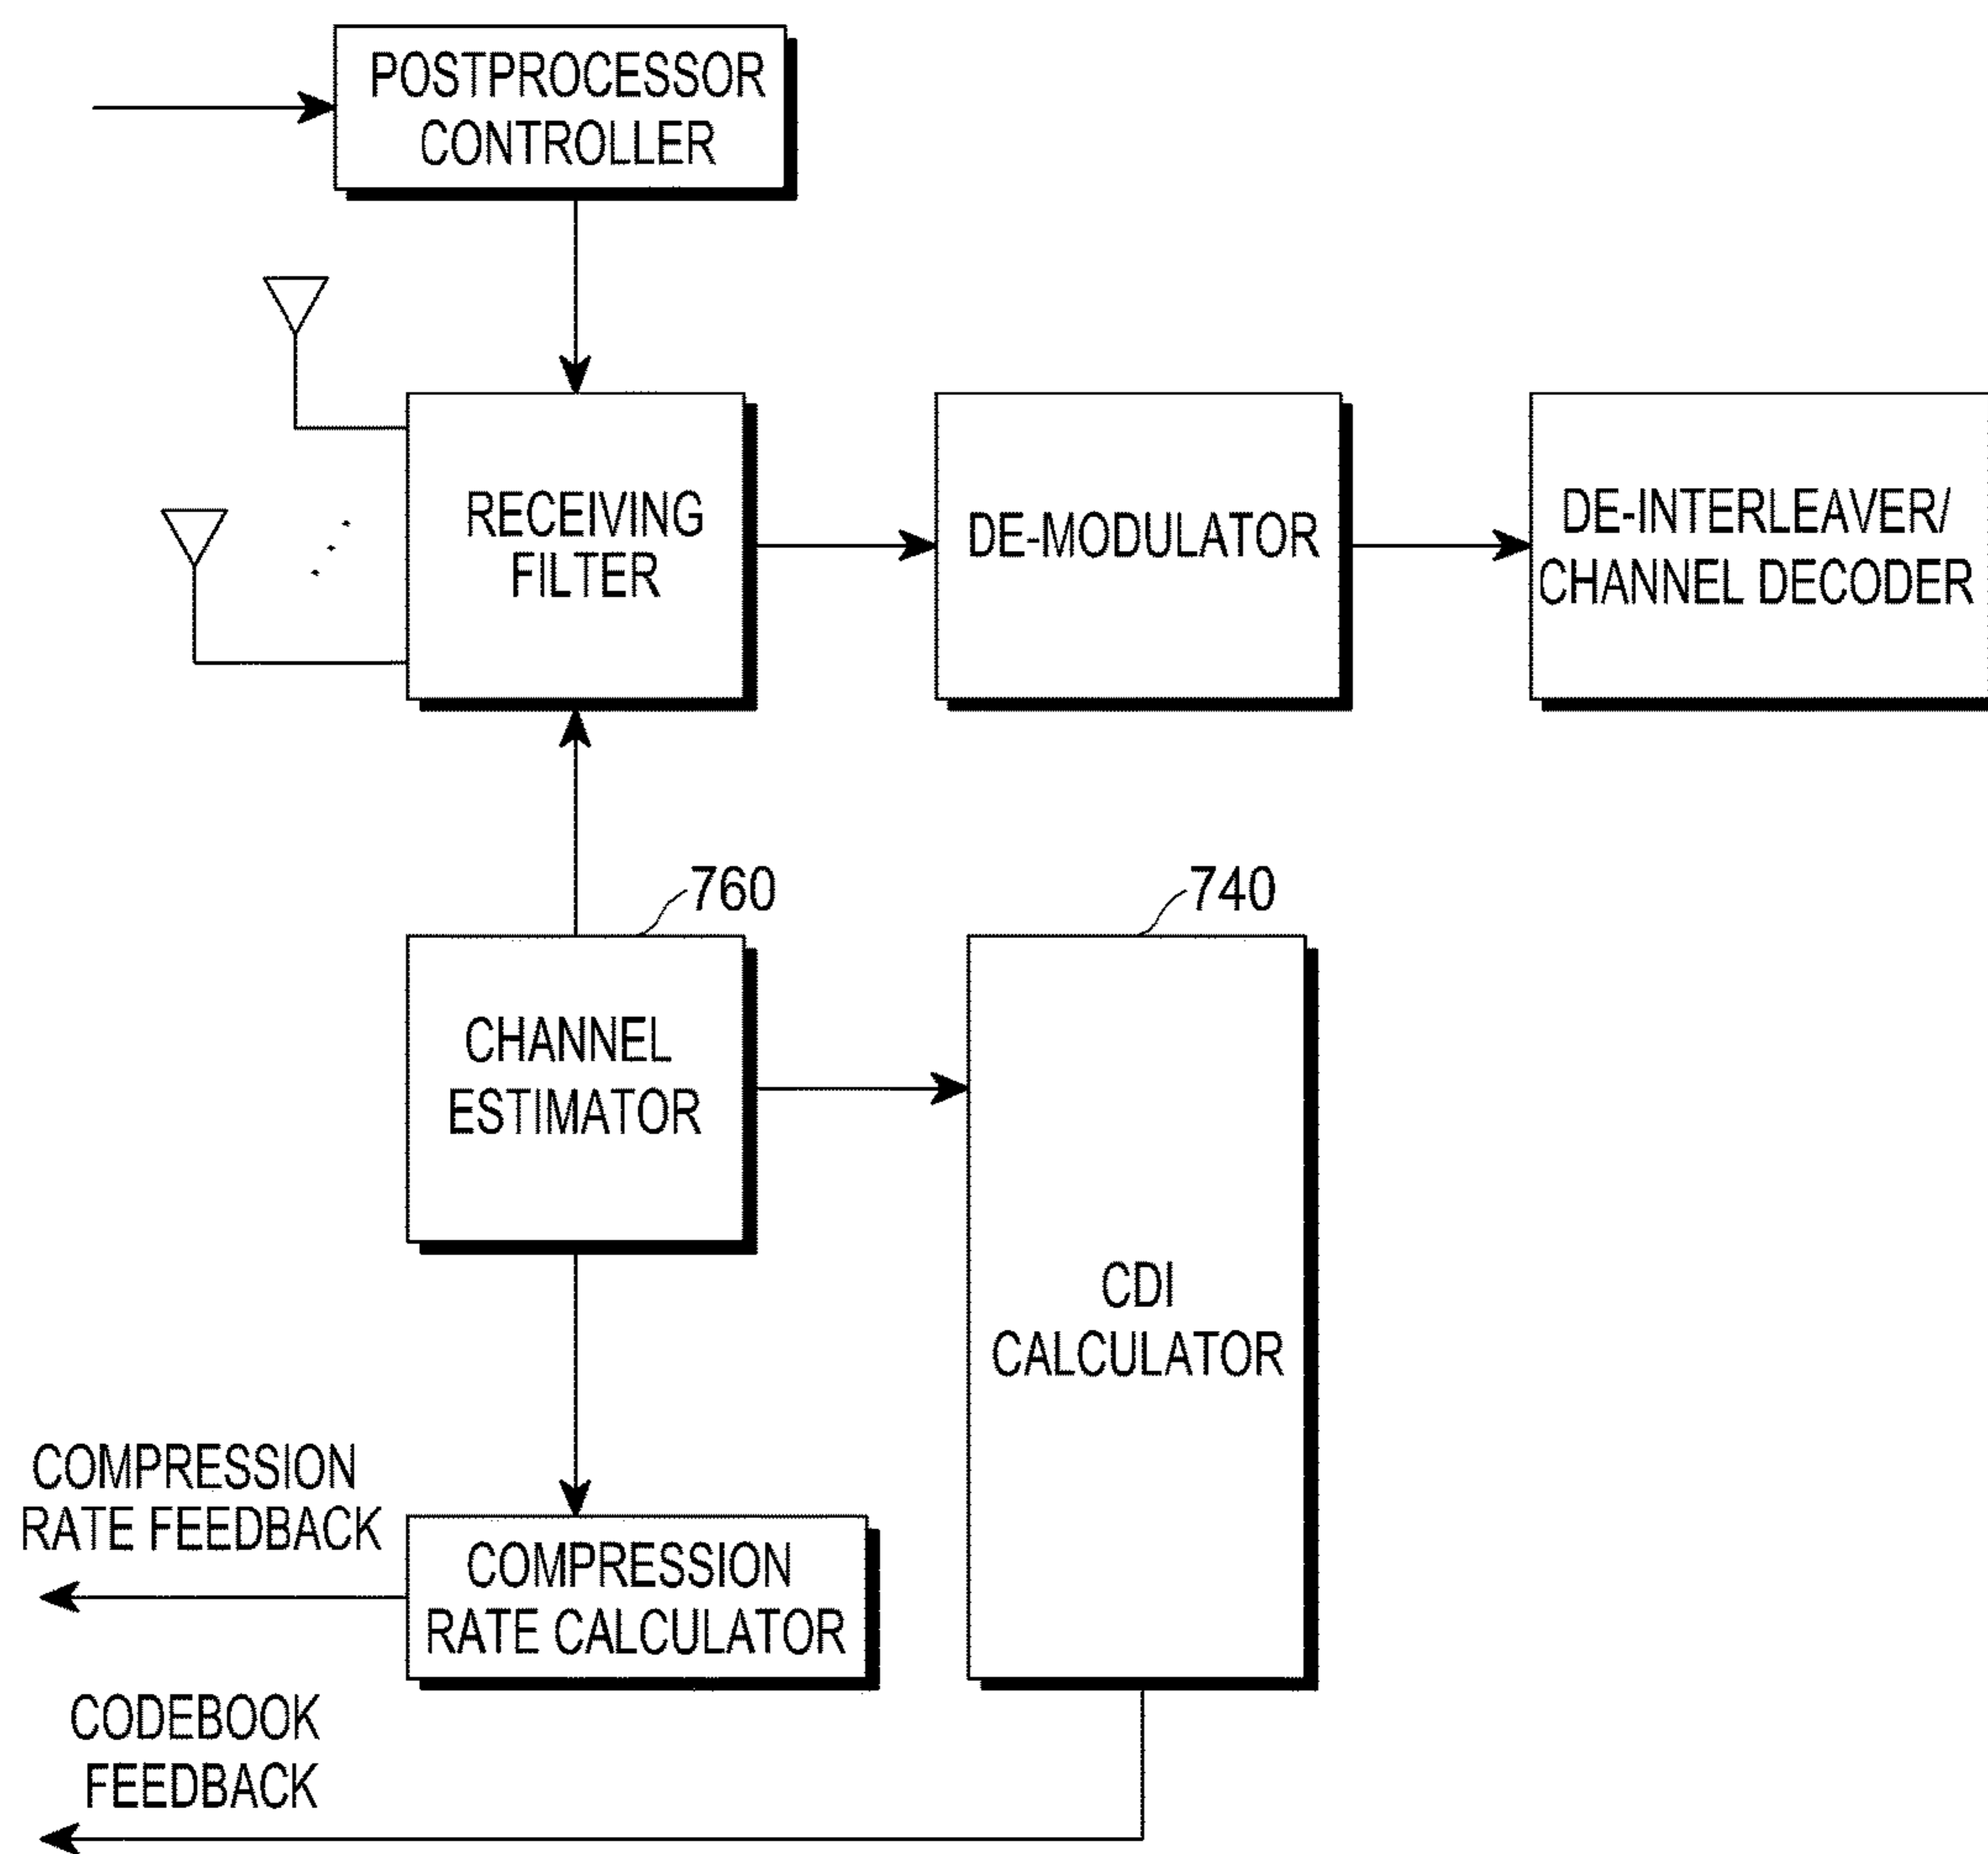 POSTPROCESSOR
CONTROLLER
RECEIVING
FILTER
DE-MODULATOR
DE-INTERLEAVER/
CHANNEL DECODER
760
740
CHANNEL
ESTIMATOR
CDI
CALCULATOR
COMPRESSION
RATE FEEDBACK
COMPRESSION
RATE CALCULATOR
CODEBOOK
FEEDBACK